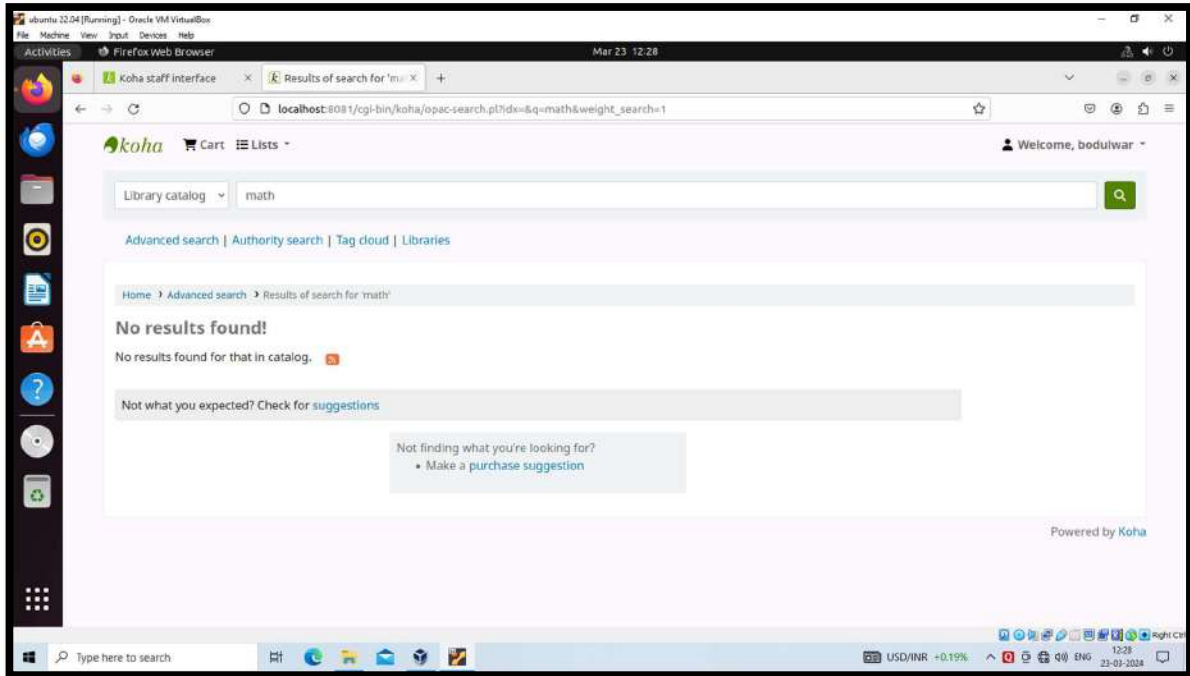 ubuntu 22.04 [Running] - Oracle VM VirtualBox
File Machine View Input Devices Help
Activities Firefox Web Browser Mar 23 12:28
Koha staff interface × Results of search for 'ma × +
localhost:8081/cgi-bin/koha/opac-search.pl?idx=&q=math&weight_search=1
koha Cart Lists Welcome, bodulwar
Library catalog math
Advanced search | Authority search | Tag cloud | Libraries
Home Advanced search Results of search for 'math'
No results found!
No results found for that in catalog.
Not what you expected? Check for suggestions
Not finding what you're looking for?
• Make a purchase suggestion
Powered by Koha
Right Ctrl
Type here to search USD/INR +0.19% ENG 12:28
23-03-2024